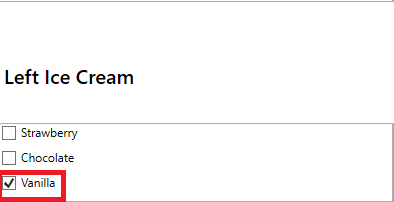 Left Ice Cream
Strawberry
Chocolate
Vanilla